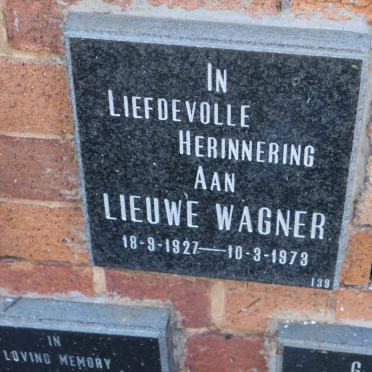 IN
LIEFDEVOLLE
HERINNERING
AAN
LIEUWE WAGNER
18-9-1927—10-3-1973
139
IN
LOVING MEMORY
G